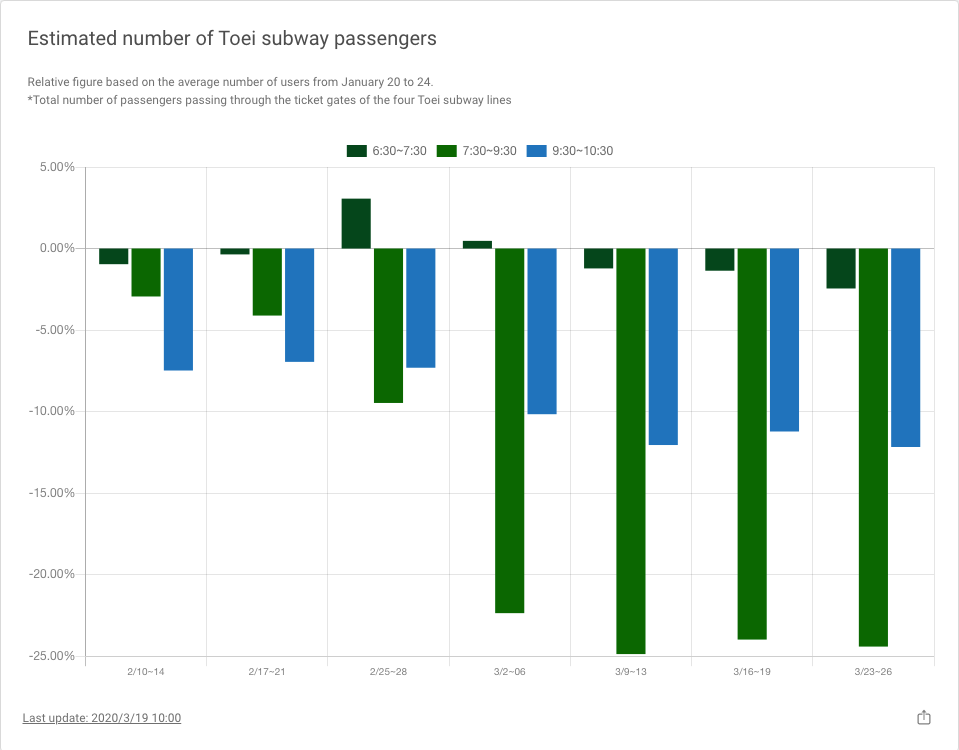 Estimated number of Toei subway passengers
Relative figure based on the average number of users from January 20 to 24.
*Total number of passengers passing through the ticket gates of the four Toei subway lines
6:30~7:30 7:30~9:30 9:30~10:30
5.00%
0.00%
-5.00%
-10.00%
-15.00%
-20.00%
-25.00%
2/10~14 2/17~21 2/25~28 3/2~06 3/9~13 3/16~19 3/23~26
Last update: 2020/3/19 10:00